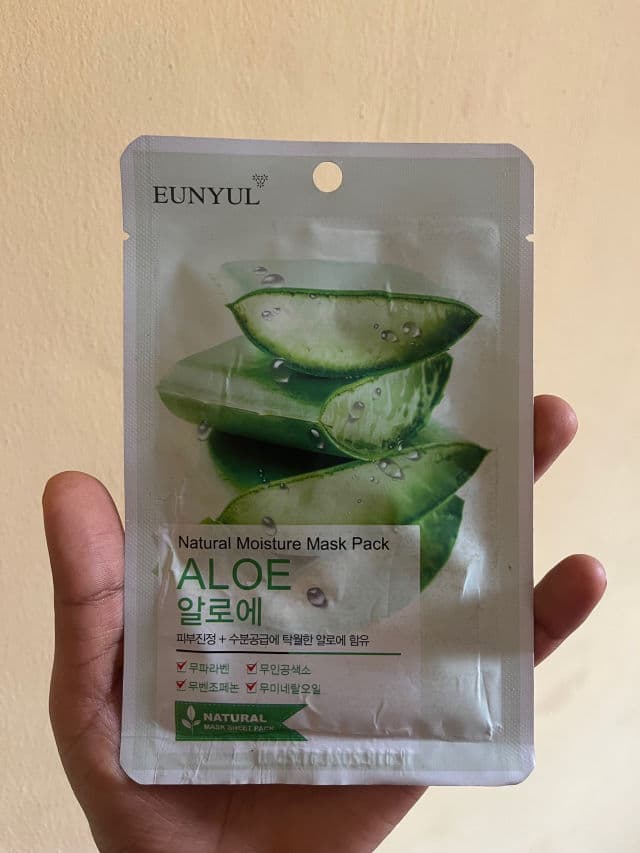 EUNYUL
Natural Moisture Mask Pack
ALOE
알로에
피부진정 + 수분공급에 탁월한 알로에 함유
무파라벤 무인공색소
무벤조페논 무미네랄오일
NATURAL
MASK SHEET PACK